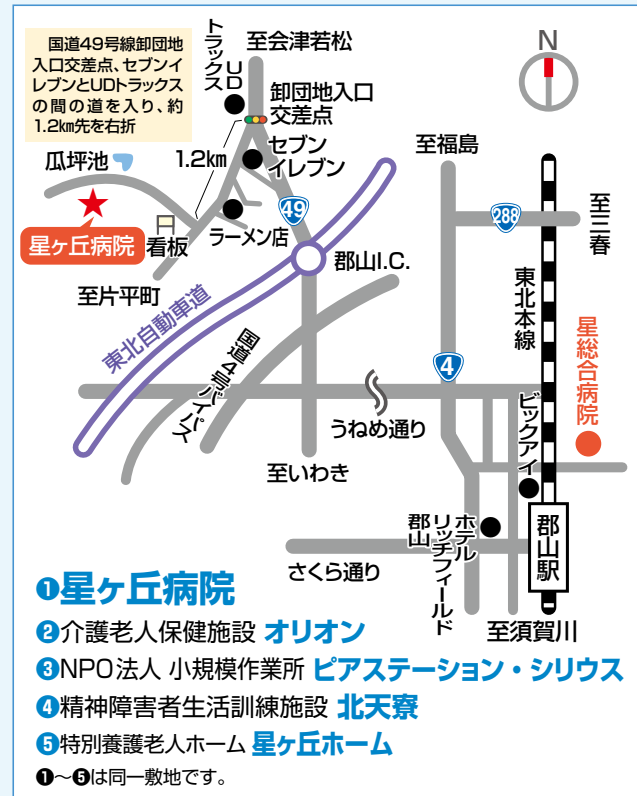 国道49号線卸団地
入口交差点、セブンイ
レブンとUDトラックス
の間の道を入り、約
1.2km先を右折
UD
トラックス
至会津若松
卸団地入口
交差点
セブン
イレブン
1.2km
瓜坪池
星ヶ丘病院
看板
ラーメン店
49
至片平町
東北自動車道
郡山I.C.
国道4号バイパス
至福島
288
至三春
N
東北本線
4
うねめ通り
至いわき
ビックアイ
星総合病院
さくら通り
ホテル
リッチフィールド
郡山
郡山駅
至須賀川
❶星ヶ丘病院
❷介護老人保健施設 オリオン
❸NPO法人 小規模作業所 ピアステーション・シリウス
❹精神障害者生活訓練施設 北天寮
❺特別養護老人ホーム 星ヶ丘ホーム
❶〜❺は同一敷地です。